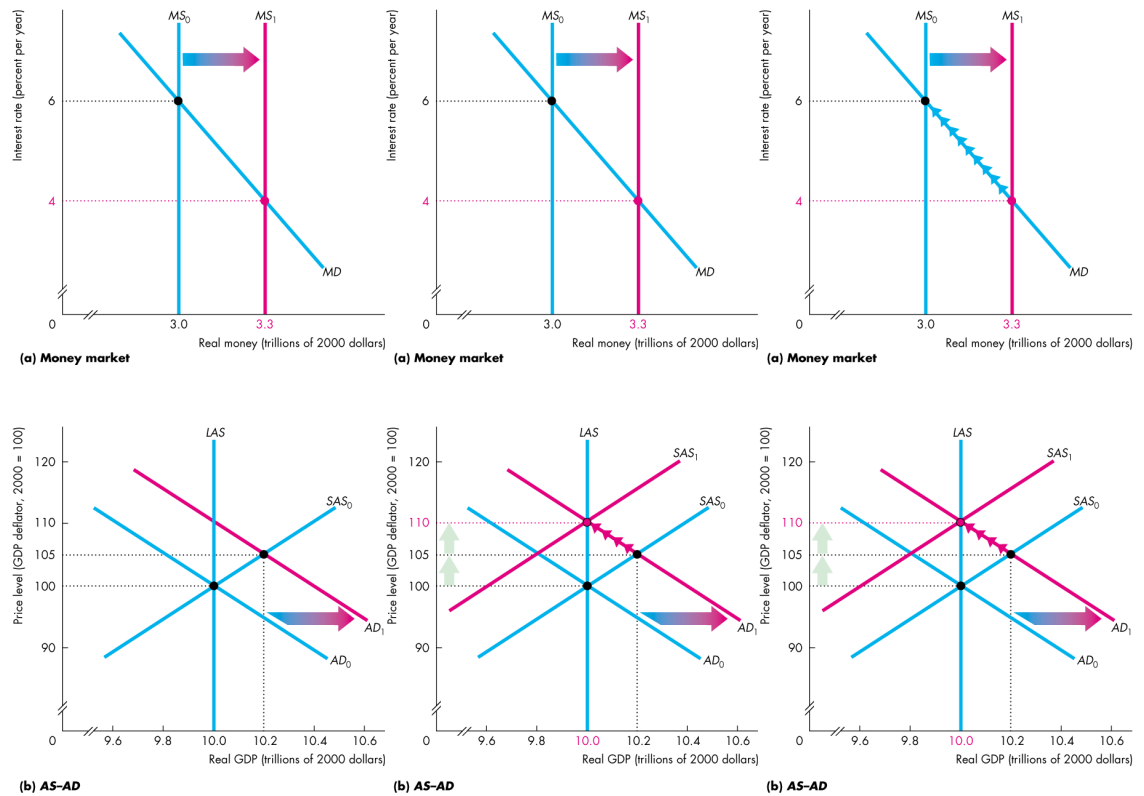 Interest rate (percent per year)
MS0
MS1
6
4
MD
0
3.0
3.3
Real money (trillions of 2000 dollars)
(a) Money market
Interest rate (percent per year)
MS0
MS1
6
4
MD
0
3.0
3.3
Real money (trillions of 2000 dollars)
(a) Money market
Interest rate (percent per year)
MS0
MS1
6
4
MD
0
3.0
3.3
Real money (trillions of 2000 dollars)
(a) Money market
Price level (GDP deflator, 2000 = 100)
LAS
120
SAS0
110
105
100
AD1
90
AD0
0
9.6
9.8
10.0
10.2
10.4
10.6
Real GDP (trillions of 2000 dollars)
(b) AS–AD
Price level (GDP deflator, 2000 = 100)
LAS
SAS1
120
SAS0
110
105
100
AD1
90
AD0
0
9.6
9.8
10.0
10.2
10.4
10.6
Real GDP (trillions of 2000 dollars)
(b) AS–AD
Price level (GDP deflator, 2000 = 100)
LAS
SAS1
120
SAS0
110
105
100
AD1
90
AD0
0
9.6
9.8
10.0
10.2
10.4
10.6
Real GDP (trillions of 2000 dollars)
(b) AS–AD